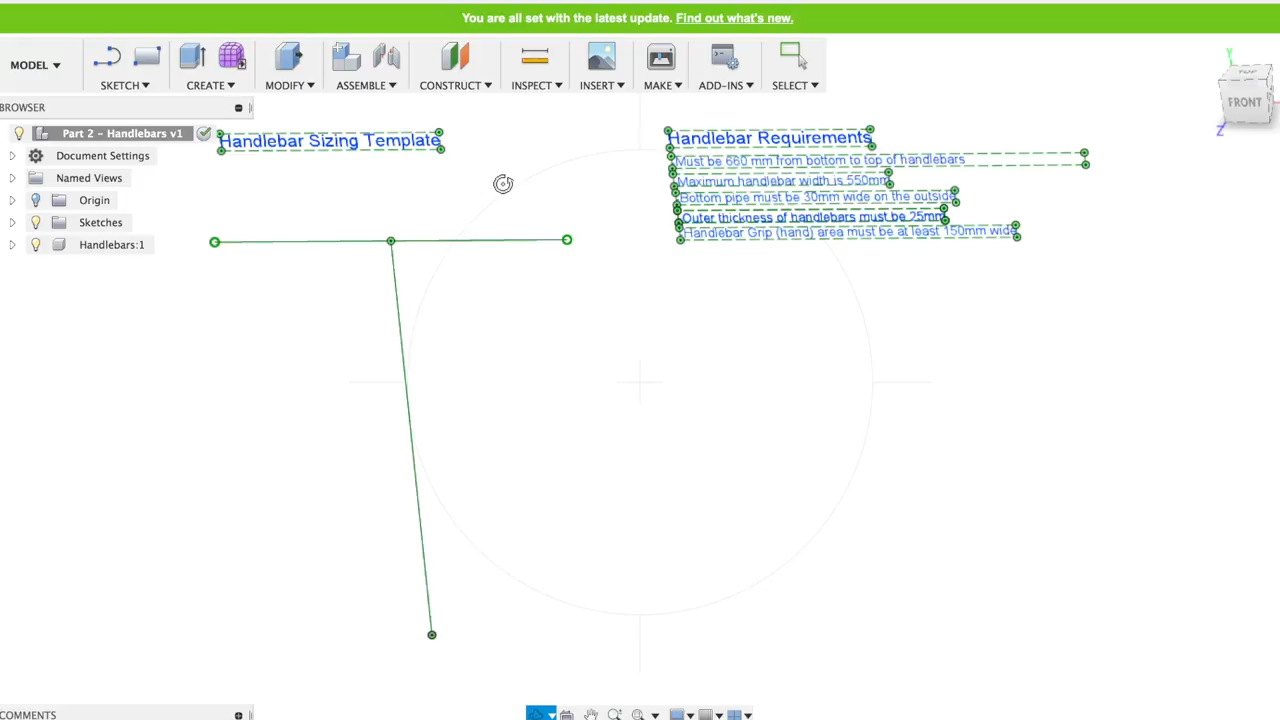 You are all set with the latest update. Find out what's new.
MODEL
SKETCH
CREATE
MODIFY
ASSEMBLE
CONSTRUCT
INSPECT
INSERT
MAKE
ADD-INS
SELECT
BROWSER
Part 2 - Handlebars v1
Document Settings
Named Views
Origin
Sketches
Handlebars:1
Handlebar Sizing Template
Handlebar Requirements
Must be 660 mm from bottom to top of handlebars
Maximum handlebar width is 550mm
Bottom pipe must be 30mm wide on the outside
Outer thickness of handlebars must be 25mm
Handlebar Grip (hand) area must be at least 150mm wide
Y
TOP
FRONT
Z
COMMENTS